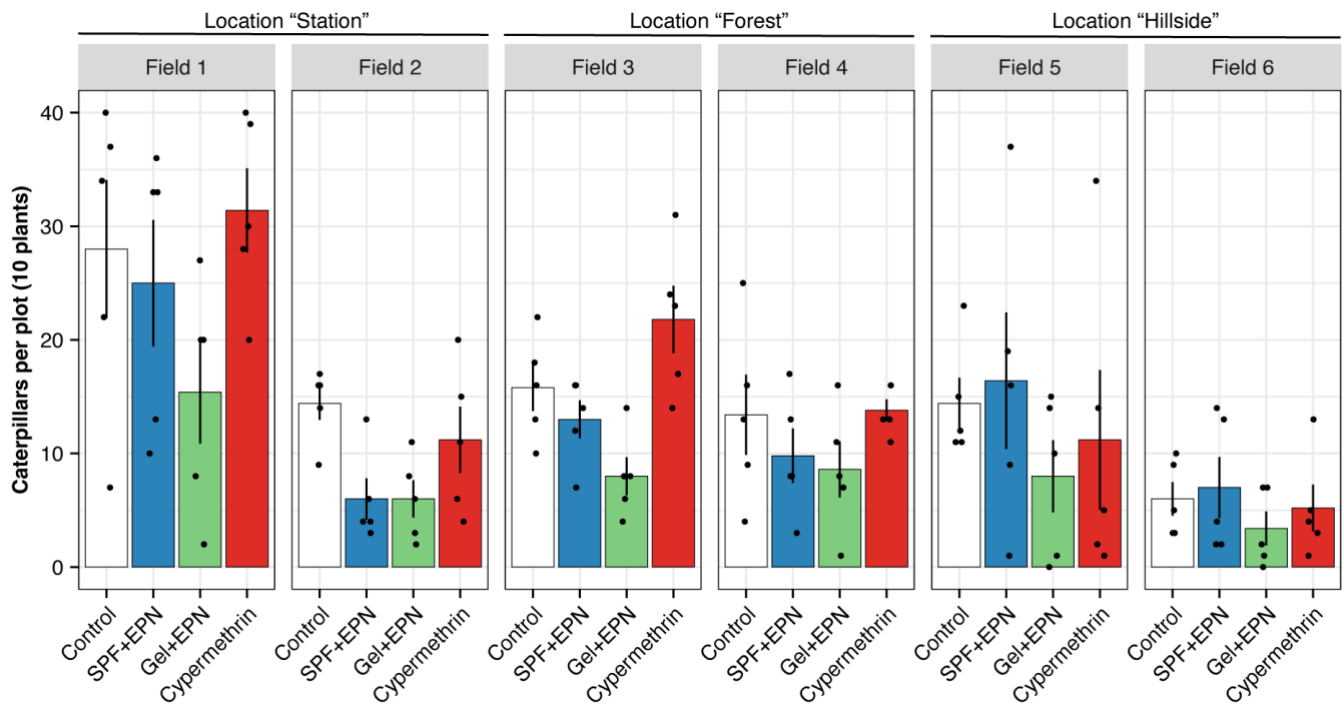 Location “Station”
Location “Forest”
Location “Hillside”
Field 1
Field 2
Field 3
Field 4
Field 5
Field 6
Caterpillars per plot (10 plants)
40
30
20
10
0
Control
SPF+EPN
Gel+EPN
Cypermethrin
Control
SPF+EPN
Gel+EPN
Cypermethrin
Control
SPF+EPN
Gel+EPN
Cypermethrin
Control
SPF+EPN
Gel+EPN
Cypermethrin
Control
SPF+EPN
Gel+EPN
Cypermethrin
Control
SPF+EPN
Gel+EPN
Cypermethrin